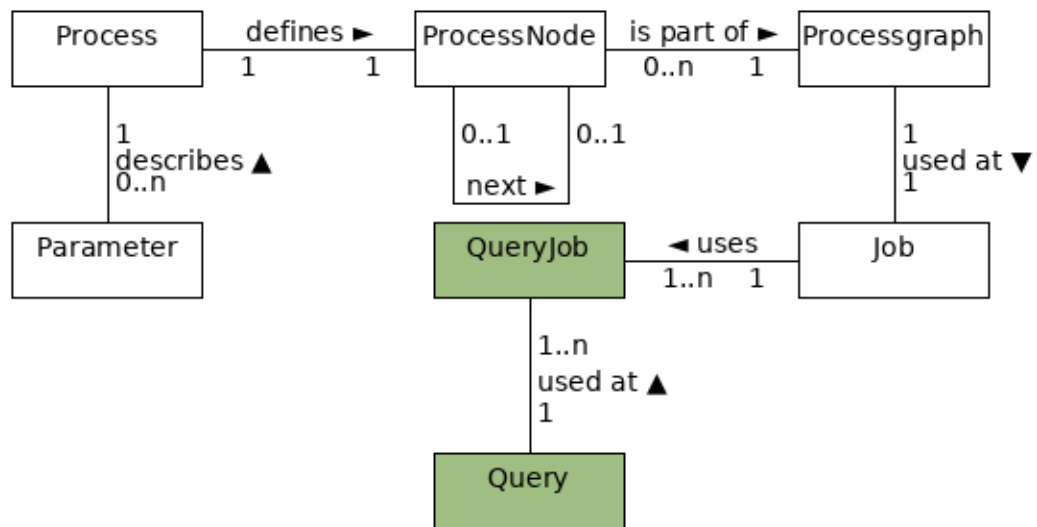 Process
defines ►
1
1
ProcessNode
is part of ►
0..n
1
Processgraph
1
describes ▲
0..n
0..1
0..1
next ►
1
used at ▼
1
Parameter
QueryJob
◄ uses
1..n
1
Job
1..n
used at ▲
1
Query